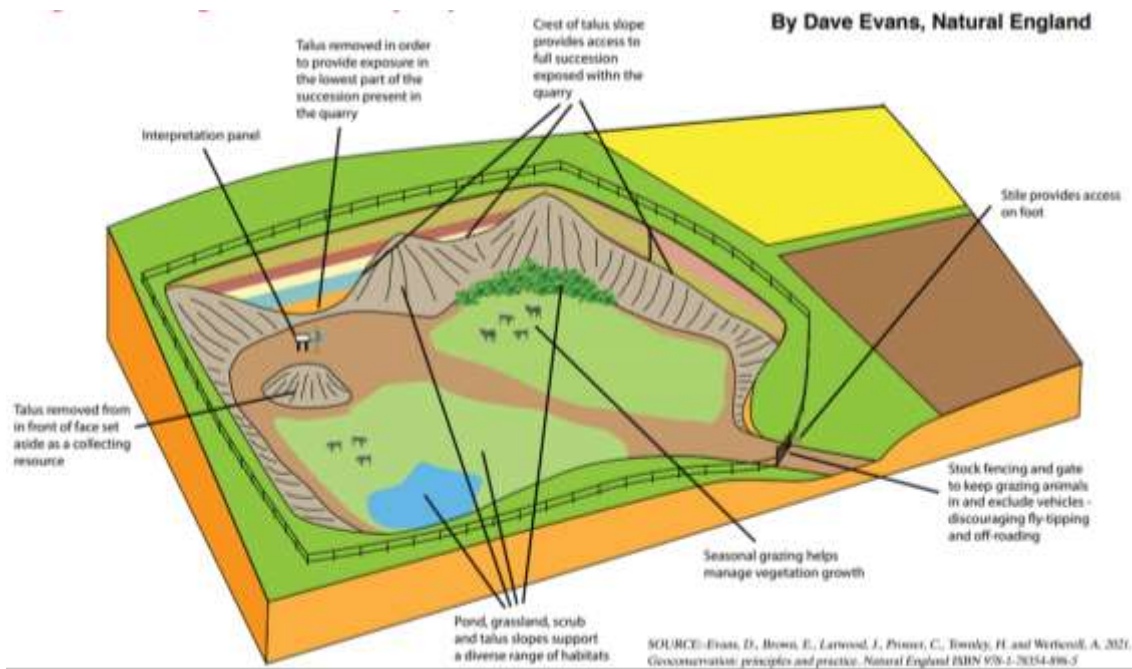 By Dave Evans, Natural England
Talus removed in order
to provide exposure in
the lowest part of the
succession present in
the quarry
Crest of talus slope
provides access to
full succession
exposed withn the
quarry
Interpretation panel
Stile provides access
on foot
Talus removed from
in front of face set
aside as a collecting
resource
Stock fencing and gate
to keep grazing animals
in and exclude vehicles -
discouraging fly-tipping
and off-roading
Seasonal grazing helps
manage vegetation growth
Pond, grassland, scrub
and talus slopes support
a diverse range of habitats
SOURCE: Evans, D., Brown, E., Larwood, J., Prosser, C., Townley, H. and Wetherell, A. 2021.
Geoconservation: principles and practice. Natural England ISBN 978-1-78354-